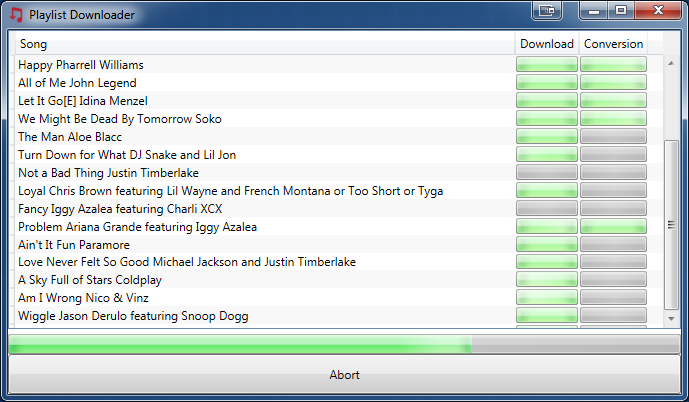 Playlist Downloader
Song Download Conversion
Happy Pharrell Williams
All of Me John Legend
Let It Go[E] Idina Menzel
We Might Be Dead By Tomorrow Soko
The Man Aloe Blacc
Turn Down for What DJ Snake and Lil Jon
Not a Bad Thing Justin Timberlake
Loyal Chris Brown featuring Lil Wayne and French Montana or Too Short or Tyga
Fancy Iggy Azalea featuring Charli XCX
Problem Ariana Grande featuring Iggy Azalea
Ain't It Fun Paramore
Love Never Felt So Good Michael Jackson and Justin Timberlake
A Sky Full of Stars Coldplay
Am I Wrong Nico & Vinz
Wiggle Jason Derulo featuring Snoop Dogg
Abort